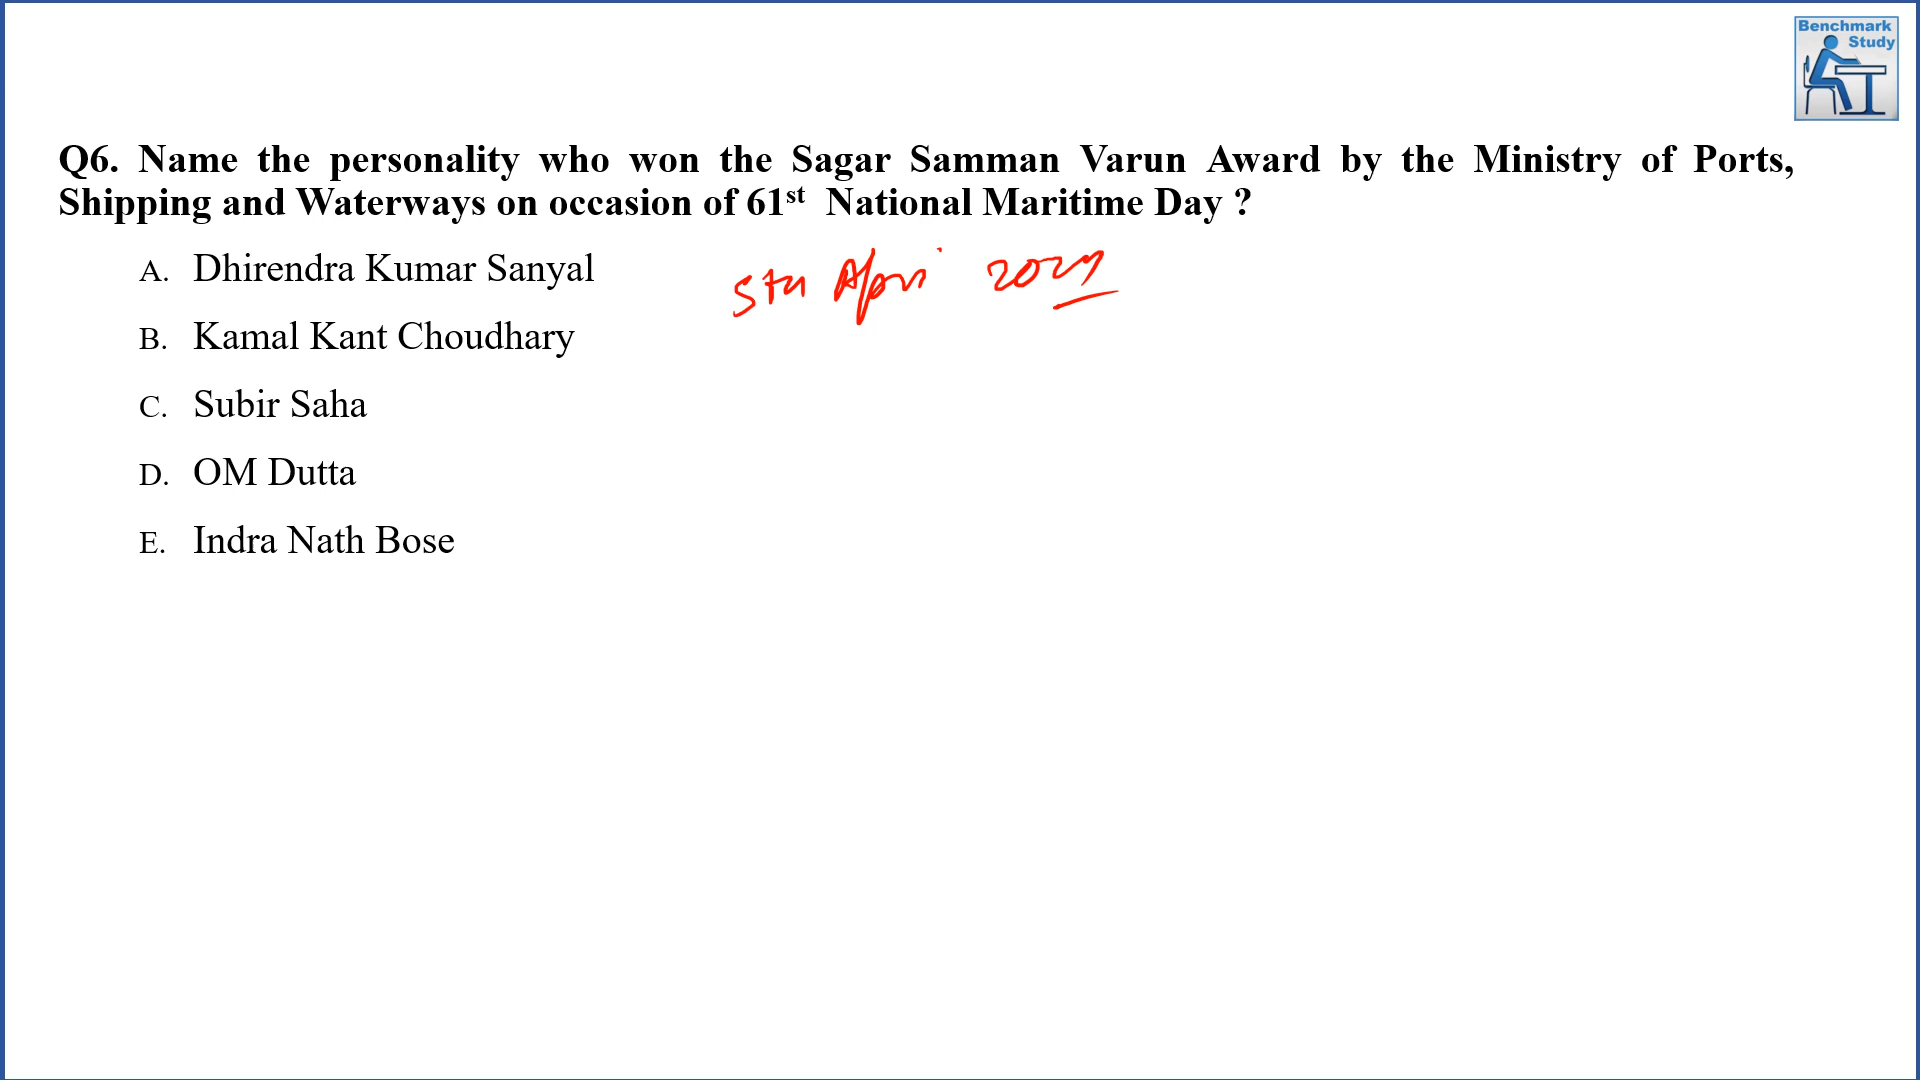 Benchmark
Study
Q6. Name the personality who won the Sagar Samman Varun Award by the Ministry of Ports,
Shipping and Waterways on occasion of 61st National Maritime Day ?
A. Dhirendra Kumar Sanyal
5th April 2024
B. Kamal Kant Choudhary
C. Subir Saha
D. OM Dutta
E. Indra Nath Bose